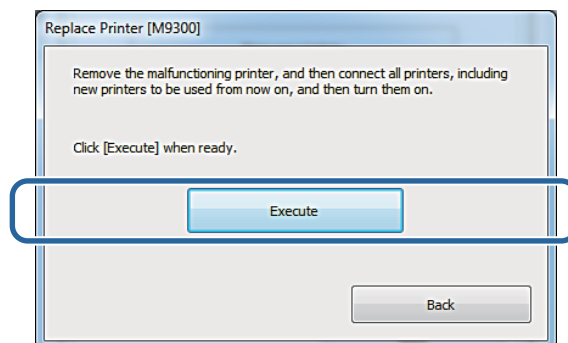 Replace Printer [M9300]
Remove the malfunctioning printer, and then connect all printers, including
new printers to be used from now on, and then turn them on.
Click [Execute] when ready.
Execute
Back